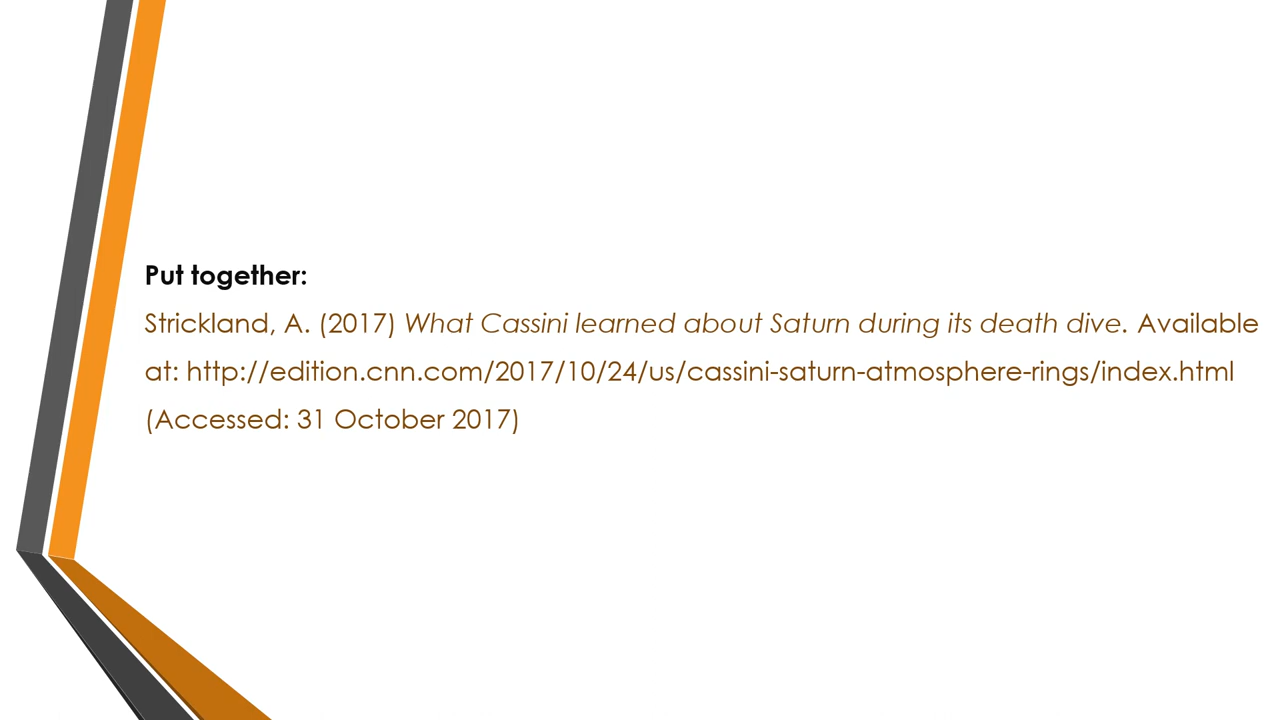 Put together:
Strickland, A. (2017) What Cassini learned about Saturn during its death dive. Available
at: http://edition.cnn.com/2017/10/24/us/cassini-saturn-atmosphere-rings/index.html
(Accessed: 31 October 2017)